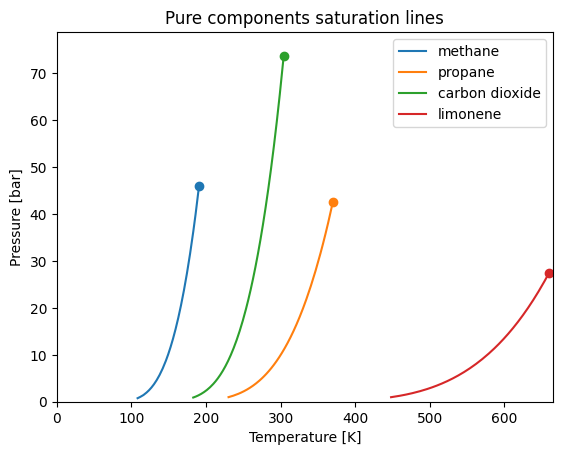 Pure components saturation lines
methane
propane
carbon dioxide
limonene
Pressure [bar]
70
60
50
40
30
20
10
0
0 100 200 300 400 500 600
Temperature [K]